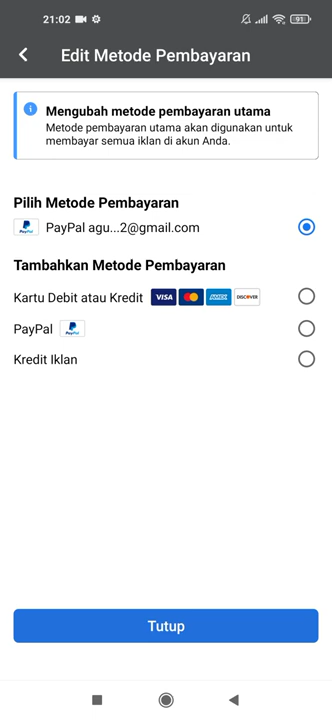 21:02
91
Edit Metode Pembayaran
Mengubah metode pembayaran utama
Metode pembayaran utama akan digunakan untuk
membayar semua iklan di akun Anda.
Pilih Metode Pembayaran
PayPal PayPal agu...2@gmail.com
Tambahkan Metode Pembayaran
Kartu Debit atau Kredit VISA DISCOVER
PayPal PayPal
Kredit Iklan
Tutup